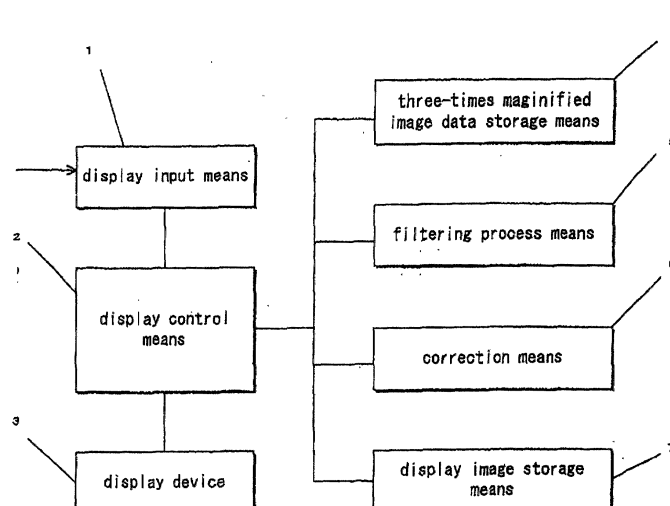 1
three-times maginified
image data storage means
display input means
2
filtering process means
display control
means
correction means
3
display device
display image storage
means